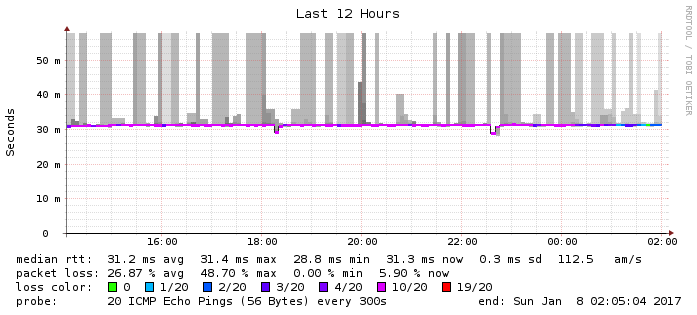 Last 12 Hours
RRDTOOL / TOBI OETIKER
Seconds
50 m
40 m
30 m
20 m
10 m
0
16:00 18:00 20:00 22:00 00:00 02:00
median rtt: 31.2 ms avg 31.4 ms max 28.8 ms min 31.3 ms now 0.3 ms sd 112.5 am/s
packet loss: 26.87 % avg 48.70 % max 0.00 % min 5.90 % now
loss color: 0 1/20 2/20 3/20 4/20 10/20 19/20
probe: 20 ICMP Echo Pings (56 Bytes) every 300s end: Sun Jan 8 02:05:04 2017